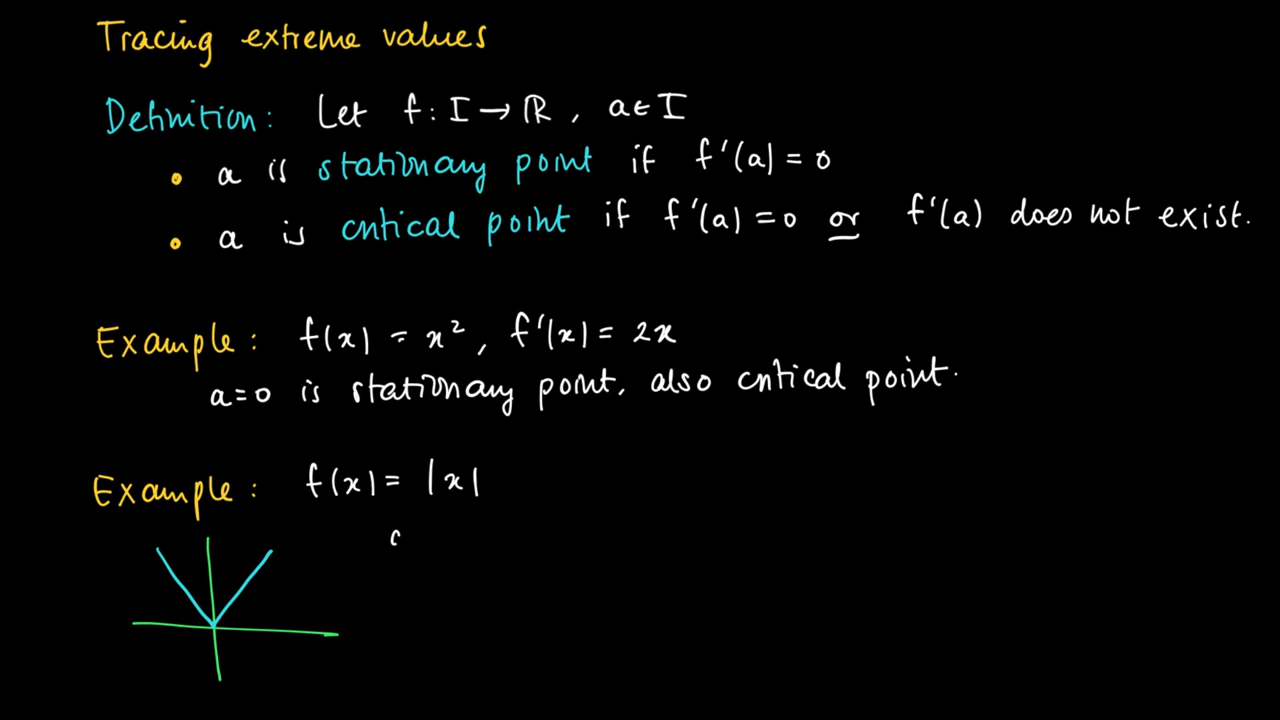 Tracing extreme values
Definition: Let f: I → ℝ, a ∈ I
• a is stationary point if f'(a) = 0
• a is critical point if f'(a) = 0 or f'(a) does not exist.
Example: f(x) = x², f'(x) = 2x
a=0 is stationary point, also critical point.
Example: f(x) = |x|